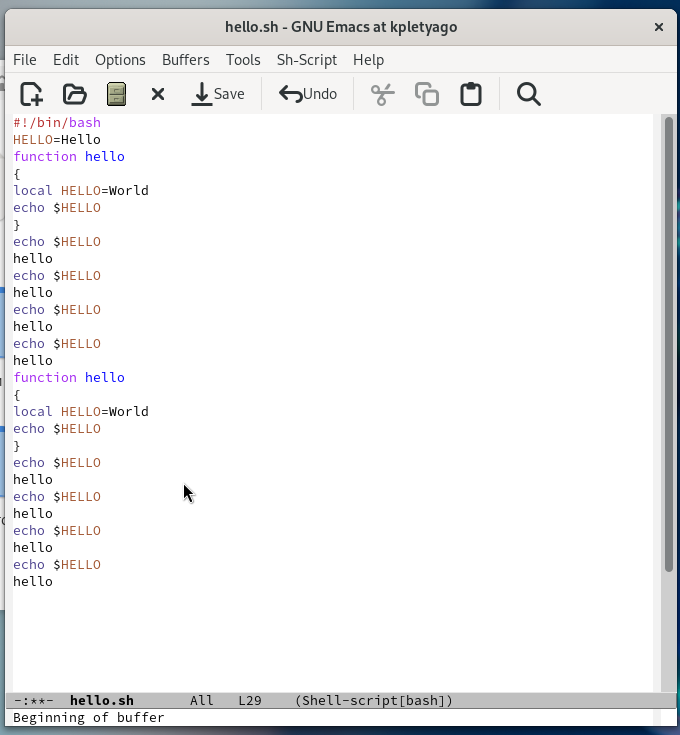 hello.sh - GNU Emacs at kpletyago
File Edit Options Buffers Tools Sh-Script Help
Save Undo
#!/bin/bash
HELLO=Hello
function hello
{
local HELLO=World
echo $HELLO
}
echo $HELLO
hello
echo $HELLO
hello
echo $HELLO
hello
echo $HELLO
hello
function hello
{
local HELLO=World
echo $HELLO
}
echo $HELLO
hello
echo $HELLO
hello
echo $HELLO
hello
echo $HELLO
hello
-:**- hello.sh All L29 (Shell-script[bash])
Beginning of buffer